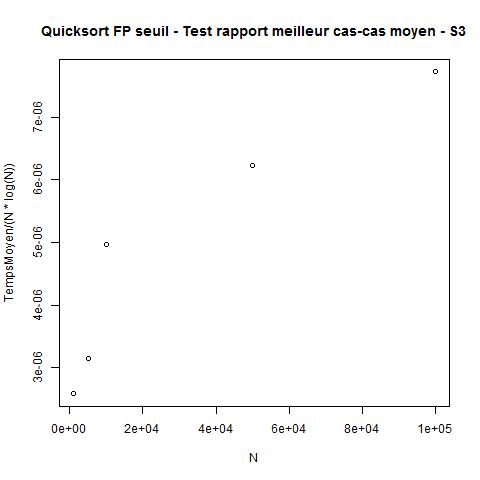 Quicksort FP seuil - Test rapport meilleur cas-cas moyen - S3
TempsMoyen/(N * log(N))
7e-06
6e-06
5e-06
4e-06
3e-06
0e+00 2e+04 4e+04 6e+04 8e+04 1e+05
N